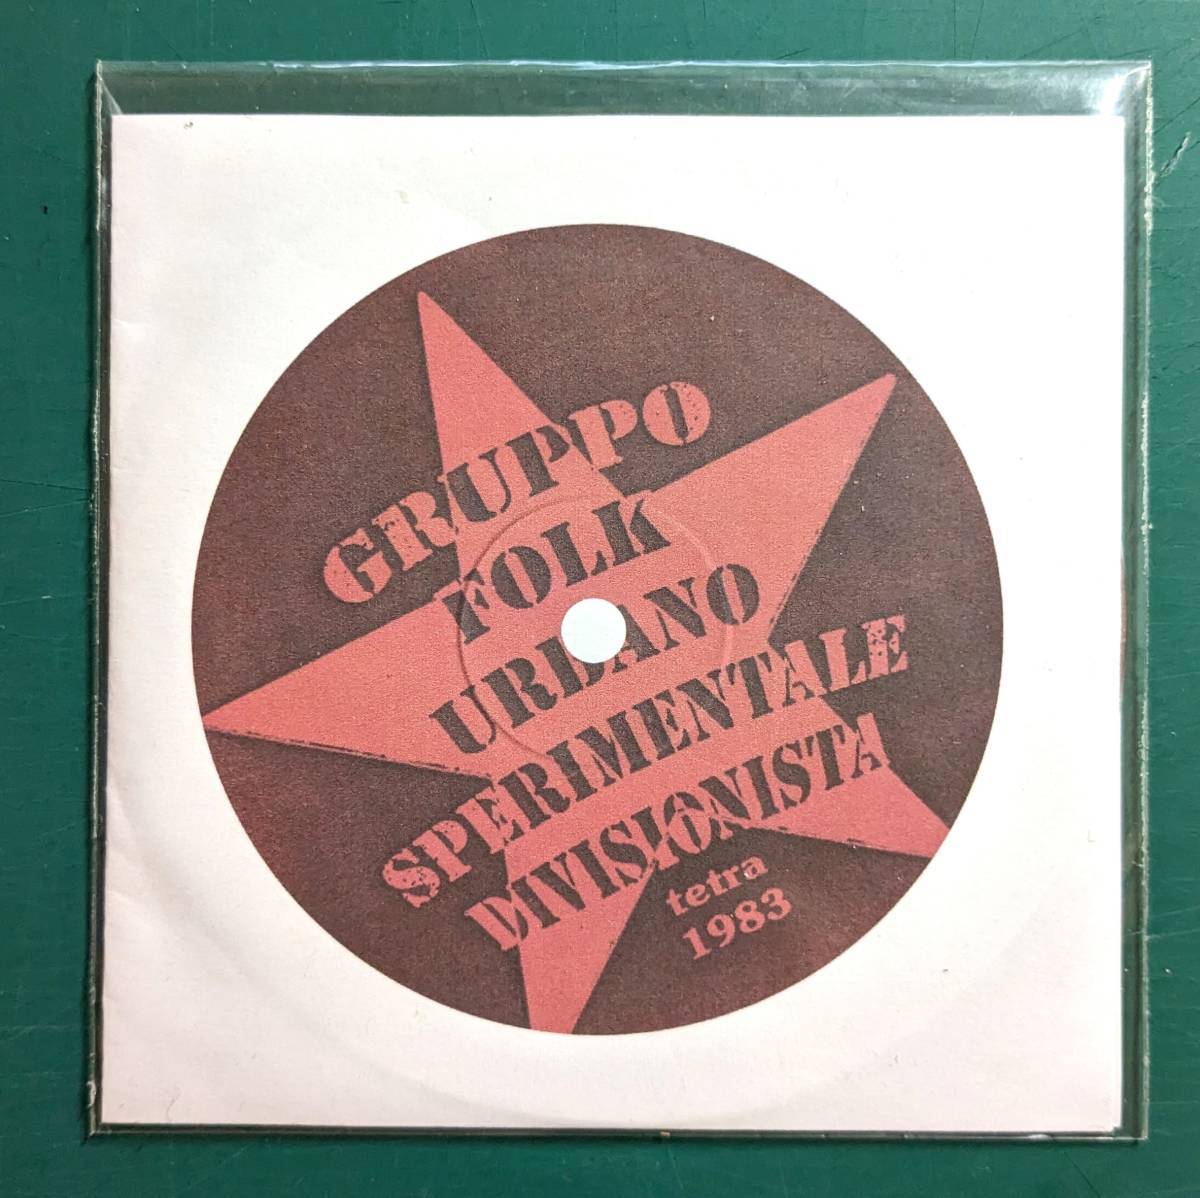 GRUPPO
FOLK
URBANO
SPERIMENTALE
DIVISIONISTA
tetra
1983